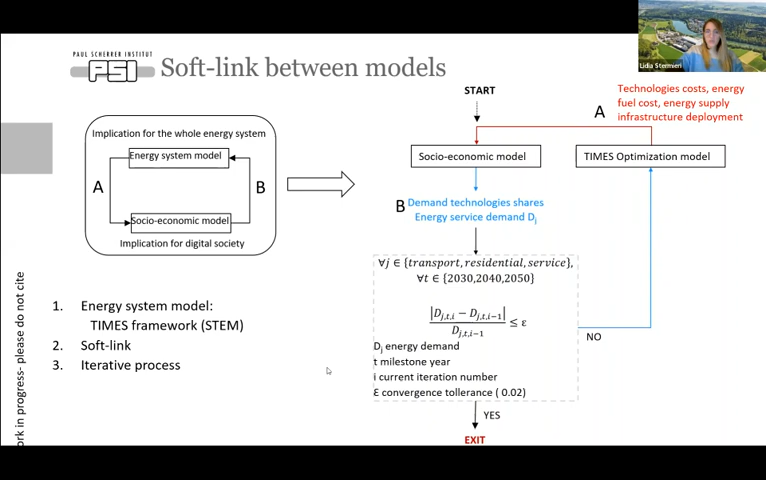 PAUL SCHERRER INSTITUT
PSI
Soft-link between models
Lidia Stermieri
Implication for the whole energy system
Energy system model
A
B
Socio-economic model
Implication for digital society
1. Energy system model:
TIMES framework (STEM)
2. Soft-link
3. Iterative process
START
A
Technologies costs, energy
fuel cost, energy supply
infrastructure deployment
Socio-economic model
TIMES Optimization model
B
Demand technologies shares
Energy service demand Dj
∀j ∈ {transport, residential, service},
∀t ∈ {2030,2040,2050}
|Dj,t,i − Dj,t,i−1| / Dj,t,i−1 ≤ ε
Dj energy demand
t milestone year
i current iteration number
Ɛ convergence tollerance ( 0.02)
NO
YES
EXIT
ork in progress- please do not cite